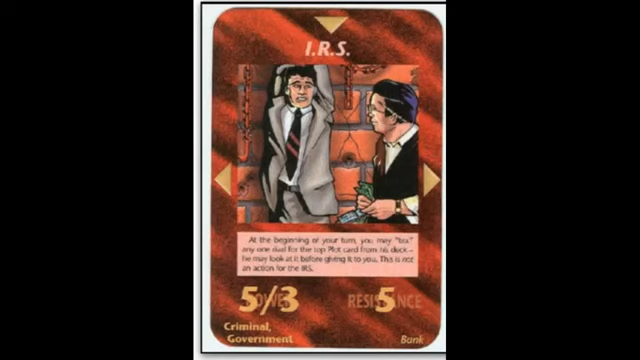 I.R.S.
At the beginning of your turn, you may "tax"
any one rival for the top Plot card from his deck –
he may look at it before giving it to you. This is not
an action for the IRS.
POWER RESISTANCE
5/3 5
Criminal,
Government Bank